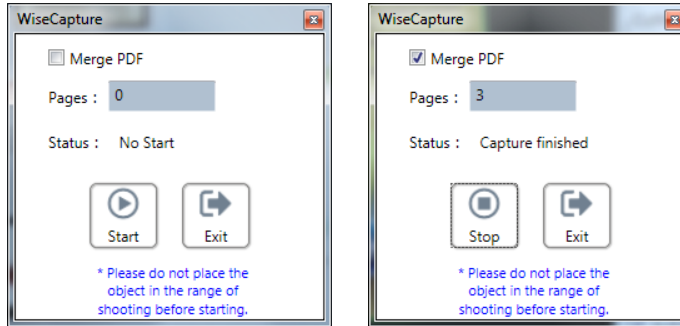 WiseCapture
Merge PDF
Pages : 0
Status : No Start
Start Exit
* Please do not place the
object in the range of
shooting before starting.
WiseCapture
Merge PDF
Pages : 3
Status : Capture finished
Stop Exit
* Please do not place the
object in the range of
shooting before starting.